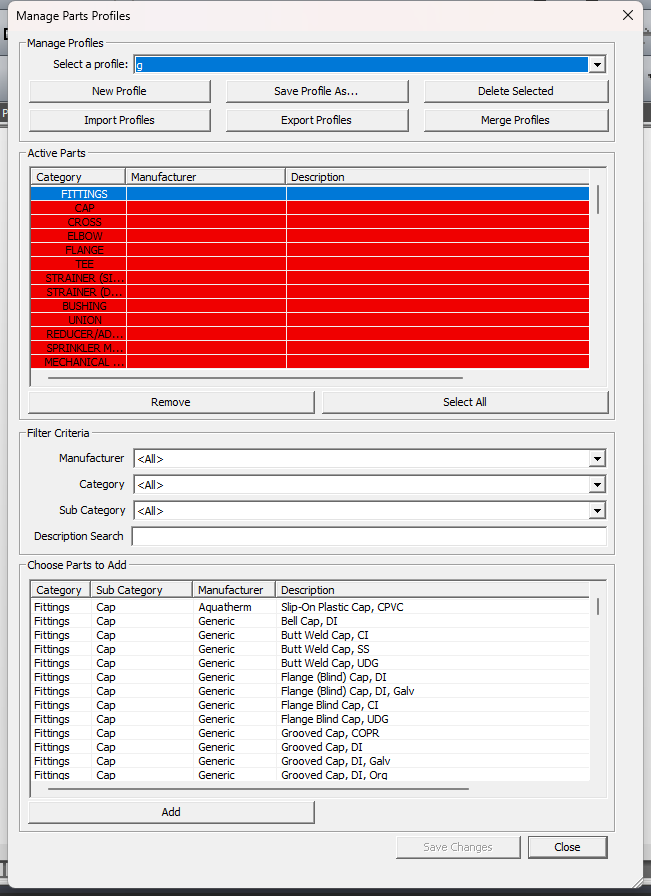 Manage Parts Profiles
Manage Profiles
Select a profile: g
New Profile Save Profile As... Delete Selected
Import Profiles Export Profiles Merge Profiles
Active Parts
Category Manufacturer Description
FITTINGS
CAP
CROSS
ELBOW
FLANGE
TEE
STRAINER (SI...
STRAINER (D...
BUSHING
UNION
REDUCER/AD...
SPRINKLER M...
MECHANICAL ...
Remove Select All
Filter Criteria
Manufacturer <All>
Category <All>
Sub Category <All>
Description Search
Choose Parts to Add
Category Sub Category Manufacturer Description
Fittings Cap Aquatherm Slip-On Plastic Cap, CPVC
Fittings Cap Generic Bell Cap, DI
Fittings Cap Generic Butt Weld Cap, CI
Fittings Cap Generic Butt Weld Cap, SS
Fittings Cap Generic Butt Weld Cap, UDG
Fittings Cap Generic Flange (Blind) Cap, DI
Fittings Cap Generic Flange (Blind) Cap, DI, Galv
Fittings Cap Generic Flange Blind Cap, CI
Fittings Cap Generic Flange Blind Cap, UDG
Fittings Cap Generic Grooved Cap, COPR
Fittings Cap Generic Grooved Cap, DI
Fittings Cap Generic Grooved Cap, DI, Galv
Fittings Cap Generic Grooved Cap, DI, Org
Add
Save Changes Close